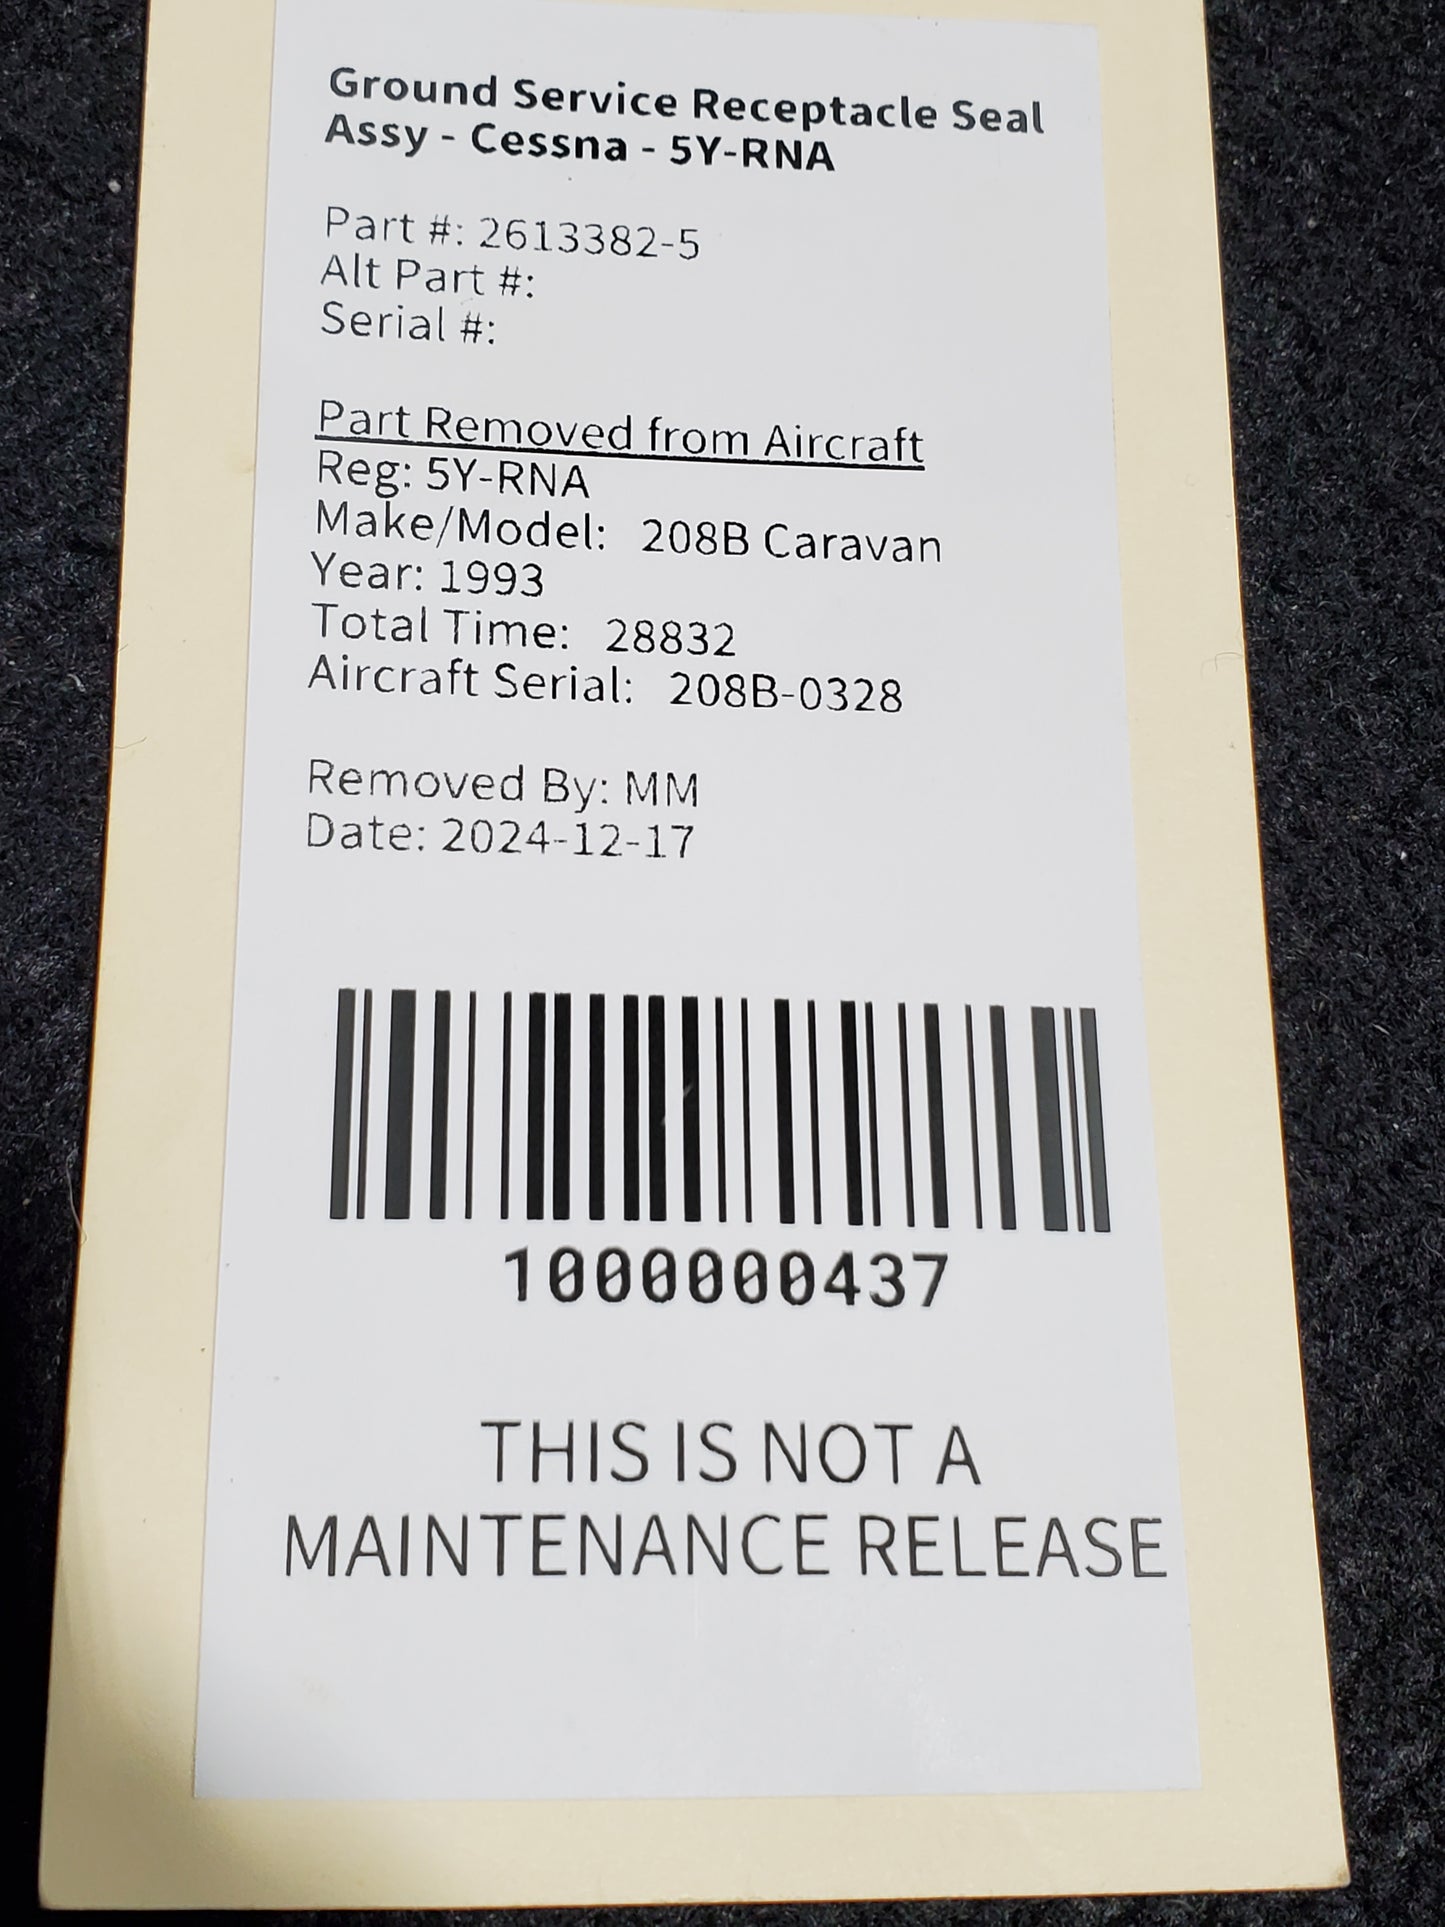 Ground Service Receptacle Seal
Assy - Cessna - 5Y-RNA
Part #: 2613382-5
Alt Part #:
Serial #:
Part Removed from Aircraft
Reg: 5Y-RNA
Make/Model: 208B Caravan
Year: 1993
Total Time: 28832
Aircraft Serial: 208B-0328
Removed By: MM
Date: 2024-12-17
1000000437
THIS IS NOT A
MAINTENANCE RELEASE